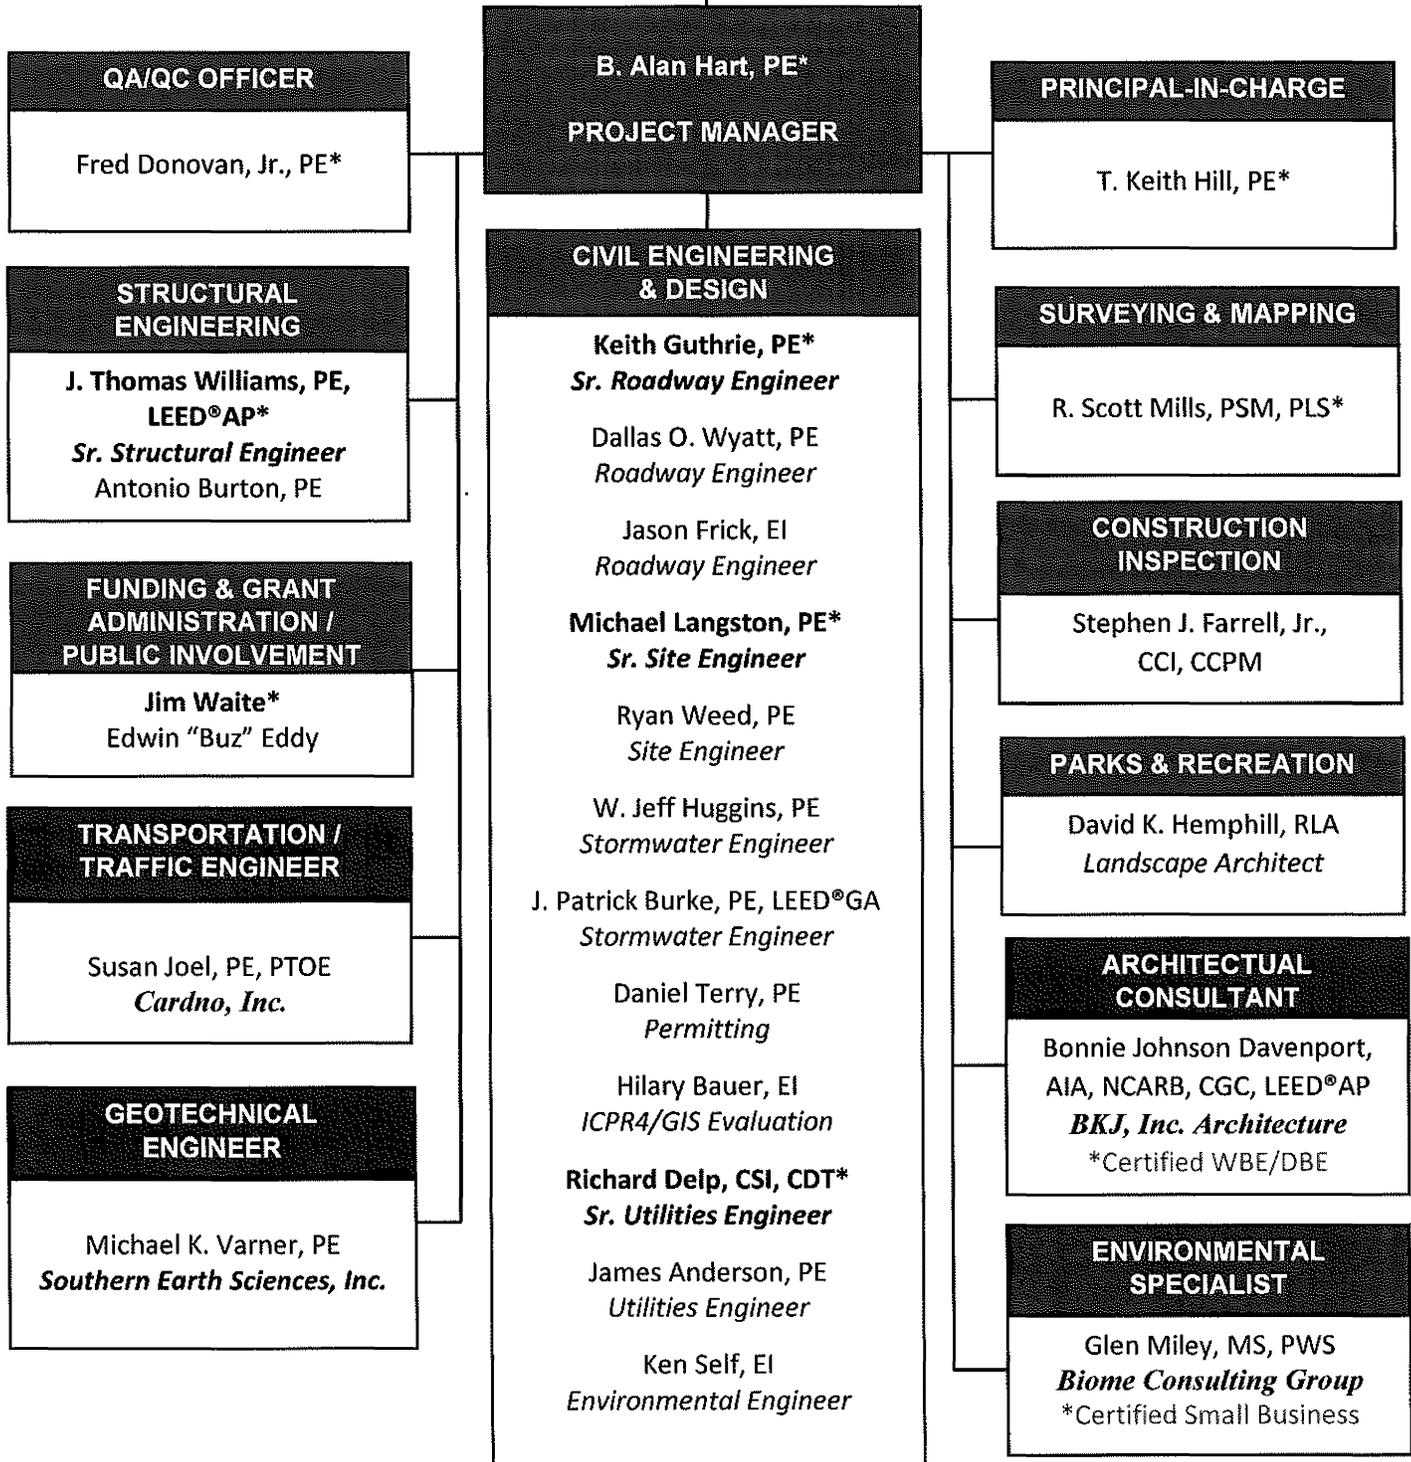 B. Alan Hart, PE*
PROJECT MANAGER
QA/QC OFFICER
Fred Donovan, Jr., PE*
STRUCTURAL
ENGINEERING
J. Thomas Williams, PE,
LEED®AP*
Sr. Structural Engineer
Antonio Burton, PE
FUNDING & GRANT
ADMINISTRATION /
PUBLIC INVOLVEMENT
Jim Waite*
Edwin “Buz” Eddy
TRANSPORTATION /
TRAFFIC ENGINEER
Susan Joel, PE, PTOE
Cardno, Inc.
GEOTECHNICAL
ENGINEER
Michael K. Varner, PE
Southern Earth Sciences, Inc.
CIVIL ENGINEERING
& DESIGN
Keith Guthrie, PE*
Sr. Roadway Engineer
Dallas O. Wyatt, PE
Roadway Engineer
Jason Frick, EI
Roadway Engineer
Michael Langston, PE*
Sr. Site Engineer
Ryan Weed, PE
Site Engineer
W. Jeff Huggins, PE
Stormwater Engineer
J. Patrick Burke, PE, LEED®GA
Stormwater Engineer
Daniel Terry, PE
Permitting
Hilary Bauer, EI
ICPR4/GIS Evaluation
Richard Delp, CSI, CDT*
Sr. Utilities Engineer
James Anderson, PE
Utilities Engineer
Ken Self, EI
Environmental Engineer
PRINCIPAL-IN-CHARGE
T. Keith Hill, PE*
SURVEYING & MAPPING
R. Scott Mills, PSM, PLS*
CONSTRUCTION
INSPECTION
Stephen J. Farrell, Jr.,
CCI, CCPM
PARKS & RECREATION
David K. Hemphill, RLA
Landscape Architect
ARCHITECTUAL
CONSULTANT
Bonnie Johnson Davenport,
AIA, NCARB, CGC, LEED®AP
BKJ, Inc. Architecture
*Certified WBE/DBE
ENVIRONMENTAL
SPECIALIST
Glen Miley, MS, PWS
Biome Consulting Group
*Certified Small Business